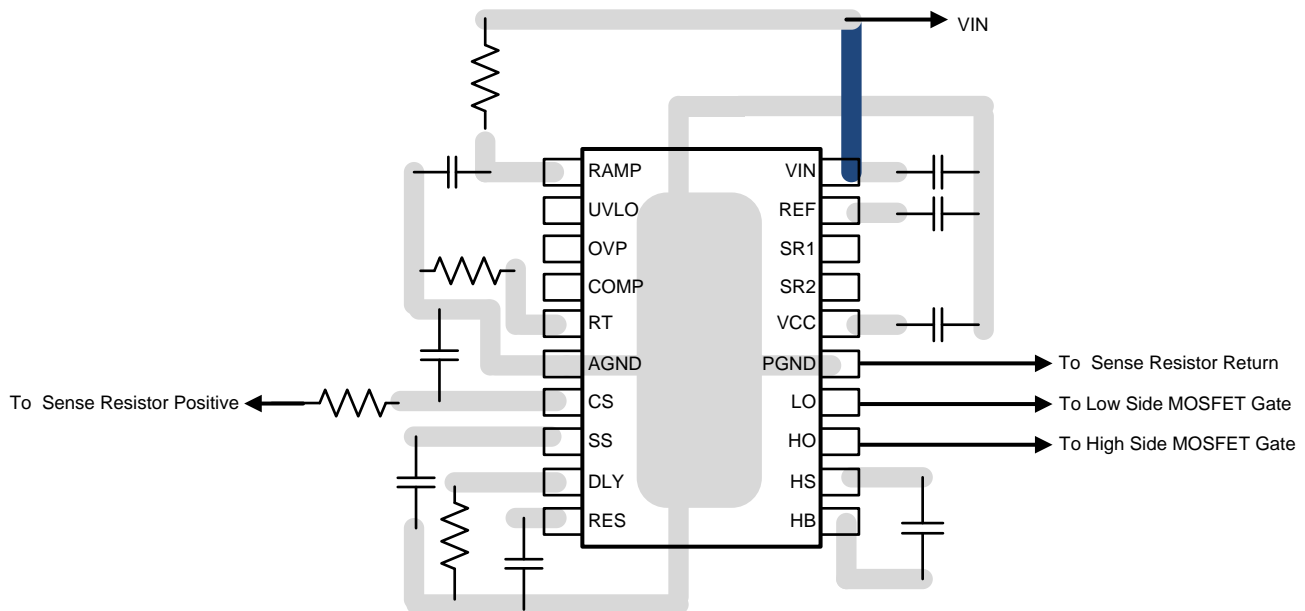 VIN
RAMP
VIN
UVLO
REF
OVP
SR1
COMP
SR2
RT
VCC
AGND
PGND
To Sense Resistor Return
To Sense Resistor Positive
CS
LO
To Low Side MOSFET Gate
SS
HO
To High Side MOSFET Gate
DLY
HS
RES
HB